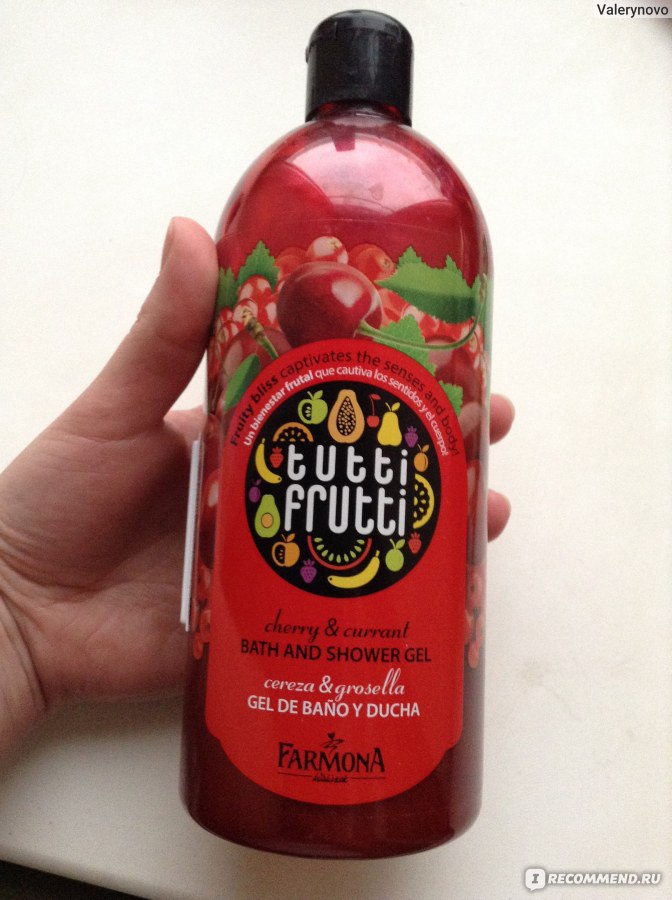 Valerynovo
Fruity bliss captivates the senses and body!
Un bienestar frutal que cautiva los sentidos y el cuerpo!
tutti
frutti
cherry & currant
BATH AND SHOWER GEL
cereza & grosella
GEL DE BAÑO Y DUCHA
FARMONA
I RECOMMEND.RU